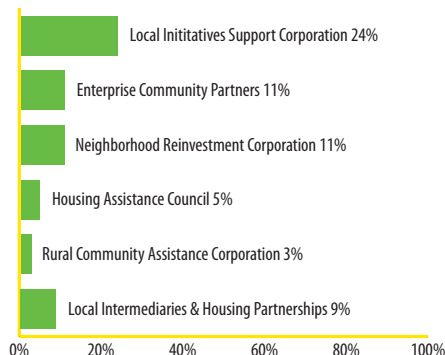 Local Inititatives Support Corporation 24%
Enterprise Community Partners 11%
Neighborhood Reinvestment Corporation 11%
Housing Assistance Council 5%
Rural Community Assistance Corporation 3%
Local Intermediaries & Housing Partnerships 9%
0% 20% 40% 60% 80% 100%